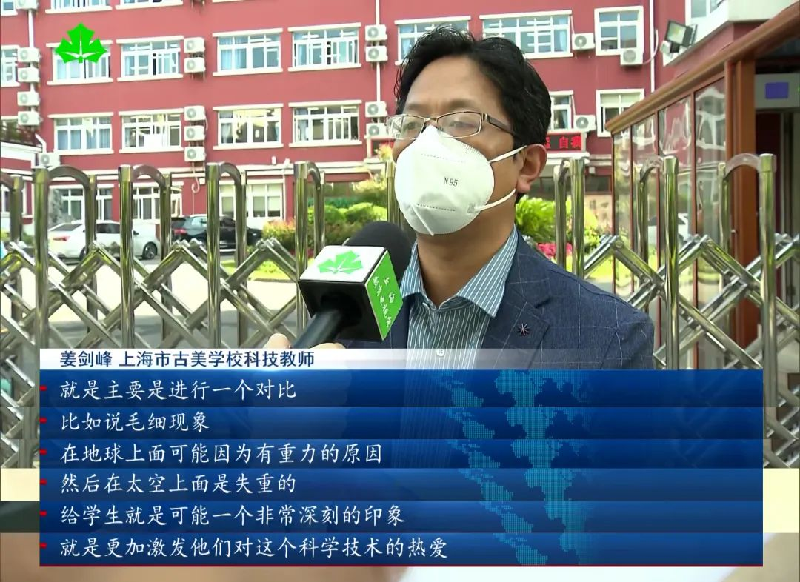 N95
姜剑峰 上海市古美学校科技教师
就是主要是进行一个对比
比如说毛细现象
在地球上面可能因为有重力的原因
然后在太空上面是失重的
给学生就是可能一个非常深刻的印象
就是更加激发他们对这个科学技术的热爱